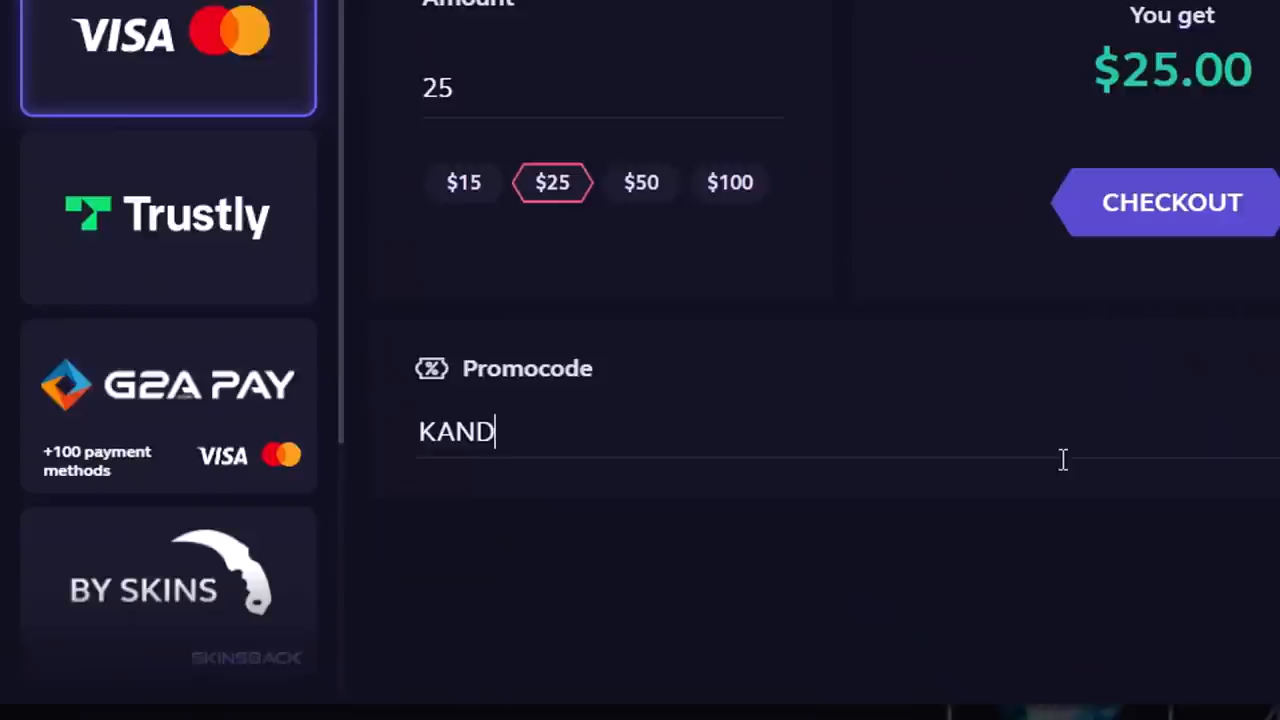 Amount
You get
VISA
25
$25.00
$15
$25
$50
$100
CHECKOUT
Trustly
Promocode
G2A PAY
KAND
+100 payment
methods
VISA
BY SKINS
SKINSBACK